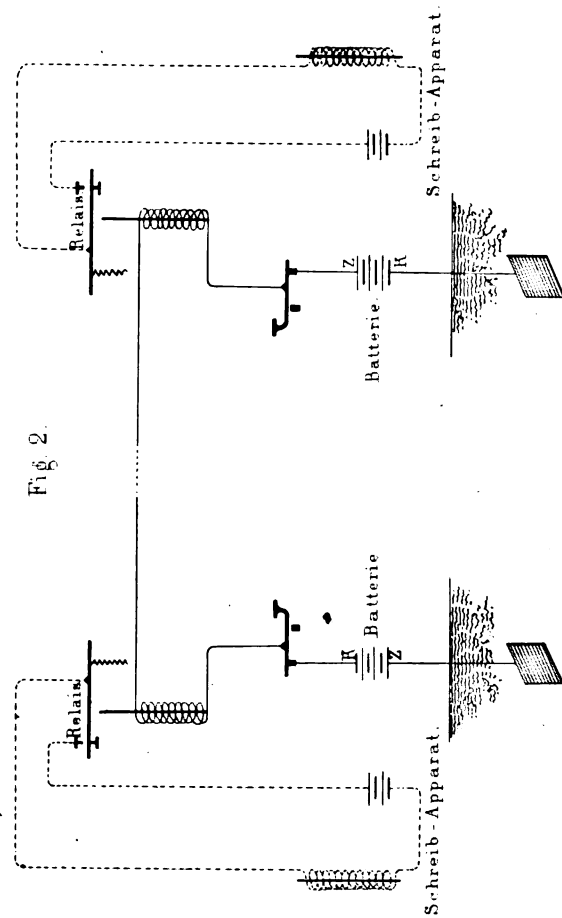 Fig. 2.
Relais.
Relais.
Schreib-Apparat.
Schreib-Apparat.
K
Batterie
Z
Z
Batterie.
K